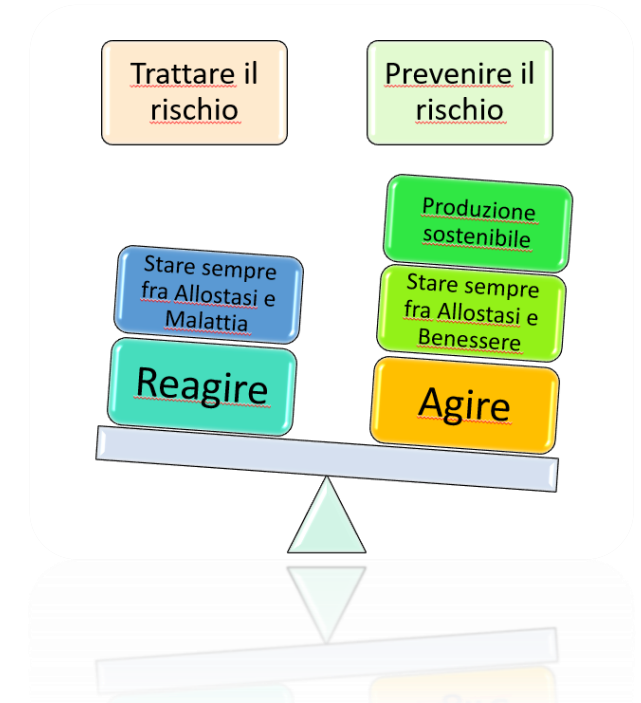 Trattare il
rischio
Prevenire il
rischio
Produzione
sostenibile
Stare sempre
fra Allostasi e
Malattia
Stare sempre
fra Allostasi e
Benessere
Reagire
Agire